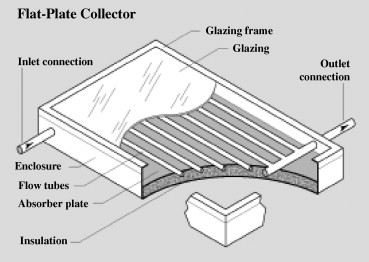 Flat-Plate Collector
Glazing frame
Glazing
Inlet connection
Outlet
connection
Enclosure
Flow tubes
Absorber plate
Insulation